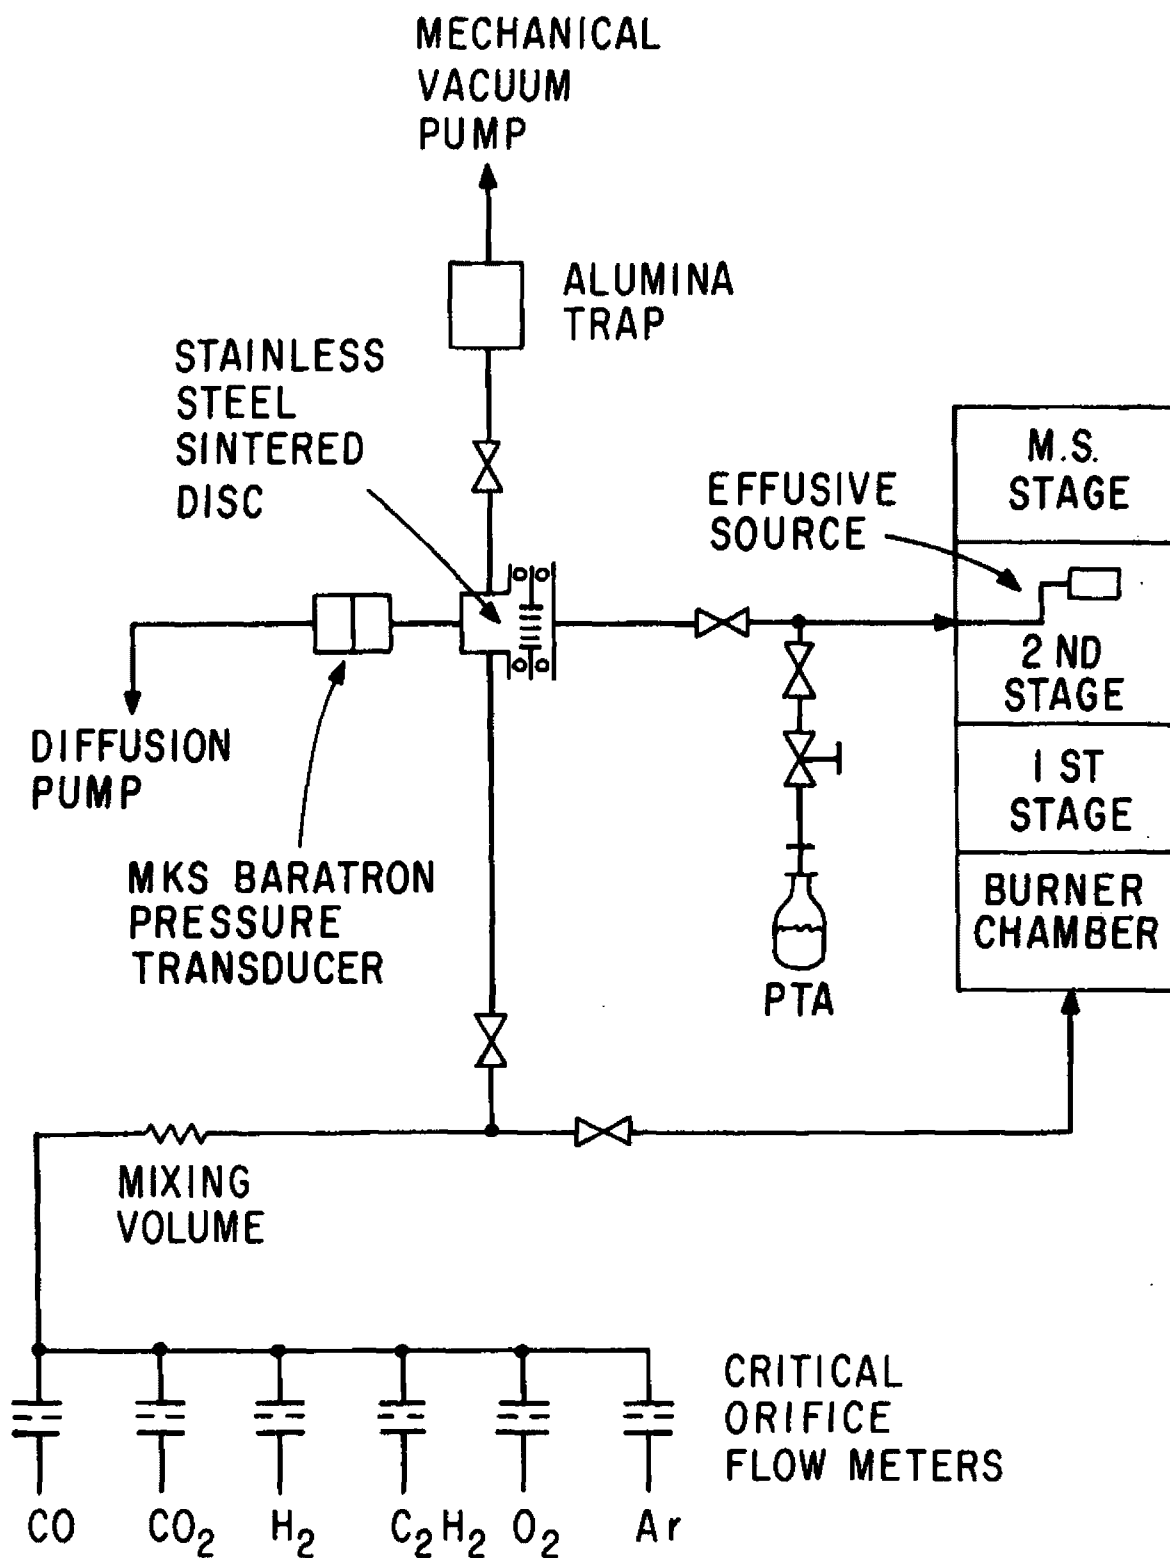 MECHANICAL
VACUUM
PUMP
ALUMINA
TRAP
STAINLESS
STEEL
SINTERED
DISC
EFFUSIVE
SOURCE
M.S.
STAGE
2 ND
STAGE
1 ST
STAGE
BURNER
CHAMBER
DIFFUSION
PUMP
MKS BARATRON
PRESSURE
TRANSDUCER
PTA
MIXING
VOLUME
CRITICAL
ORIFICE
FLOW METERS
CO CO₂ H₂ C₂H₂ O₂ Ar